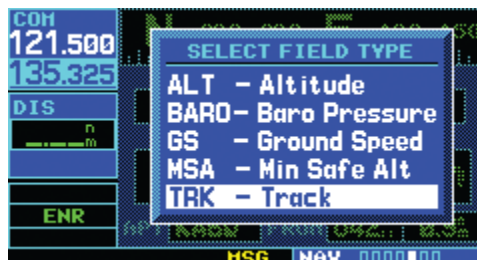 COM
121.500
135.325
DIS
n
m
ENR
SELECT FIELD TYPE
ALT – Altitude
BARO– Baro Pressure
GS – Ground Speed
MSA – Min Safe Alt
TRK – Track
APT
MSG NAV